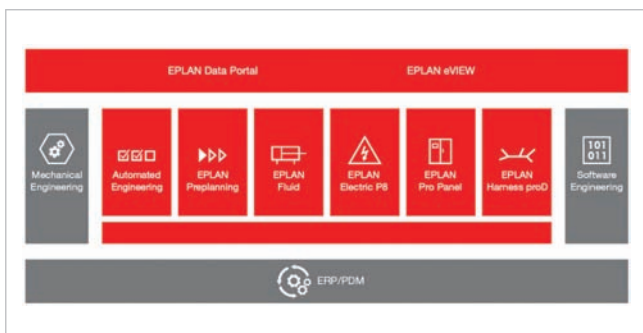 EPLAN Data Portal
EPLAN eVIEW
Mechanical
Engineering
Automated
Engineering
EPLAN
Preplanning
EPLAN
Fluid
EPLAN
Electric P8
EPLAN
Pro Panel
EPLAN
Harness proD
101
011
Software
Engineering
ERP/PDM